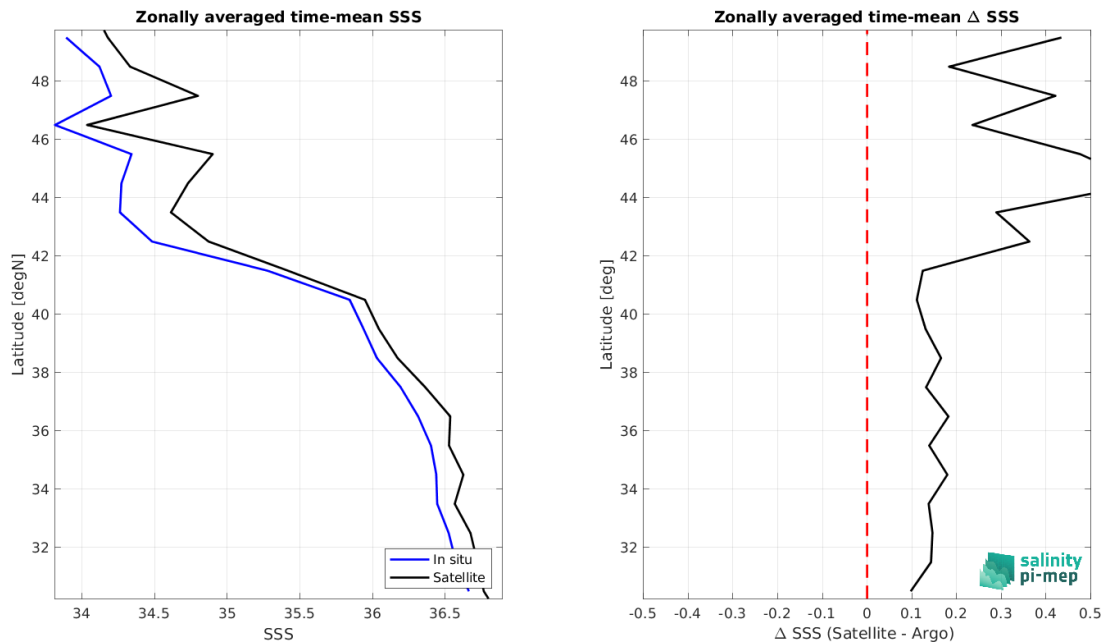 Zonally averaged time-mean SSS
48
46
44
42
40
38
36
34
32
Latitude [degN]
34 34.5 35 35.5 36 36.5
SSS
In situ
Satellite
Zonally averaged time-mean Δ SSS
48
46
44
42
40
38
36
34
32
Latitude [deg]
-0.5 -0.4 -0.3 -0.2 -0.1 0 0.1 0.2 0.3 0.4 0.5
Δ SSS (Satellite - Argo)
salinity
pi-mep